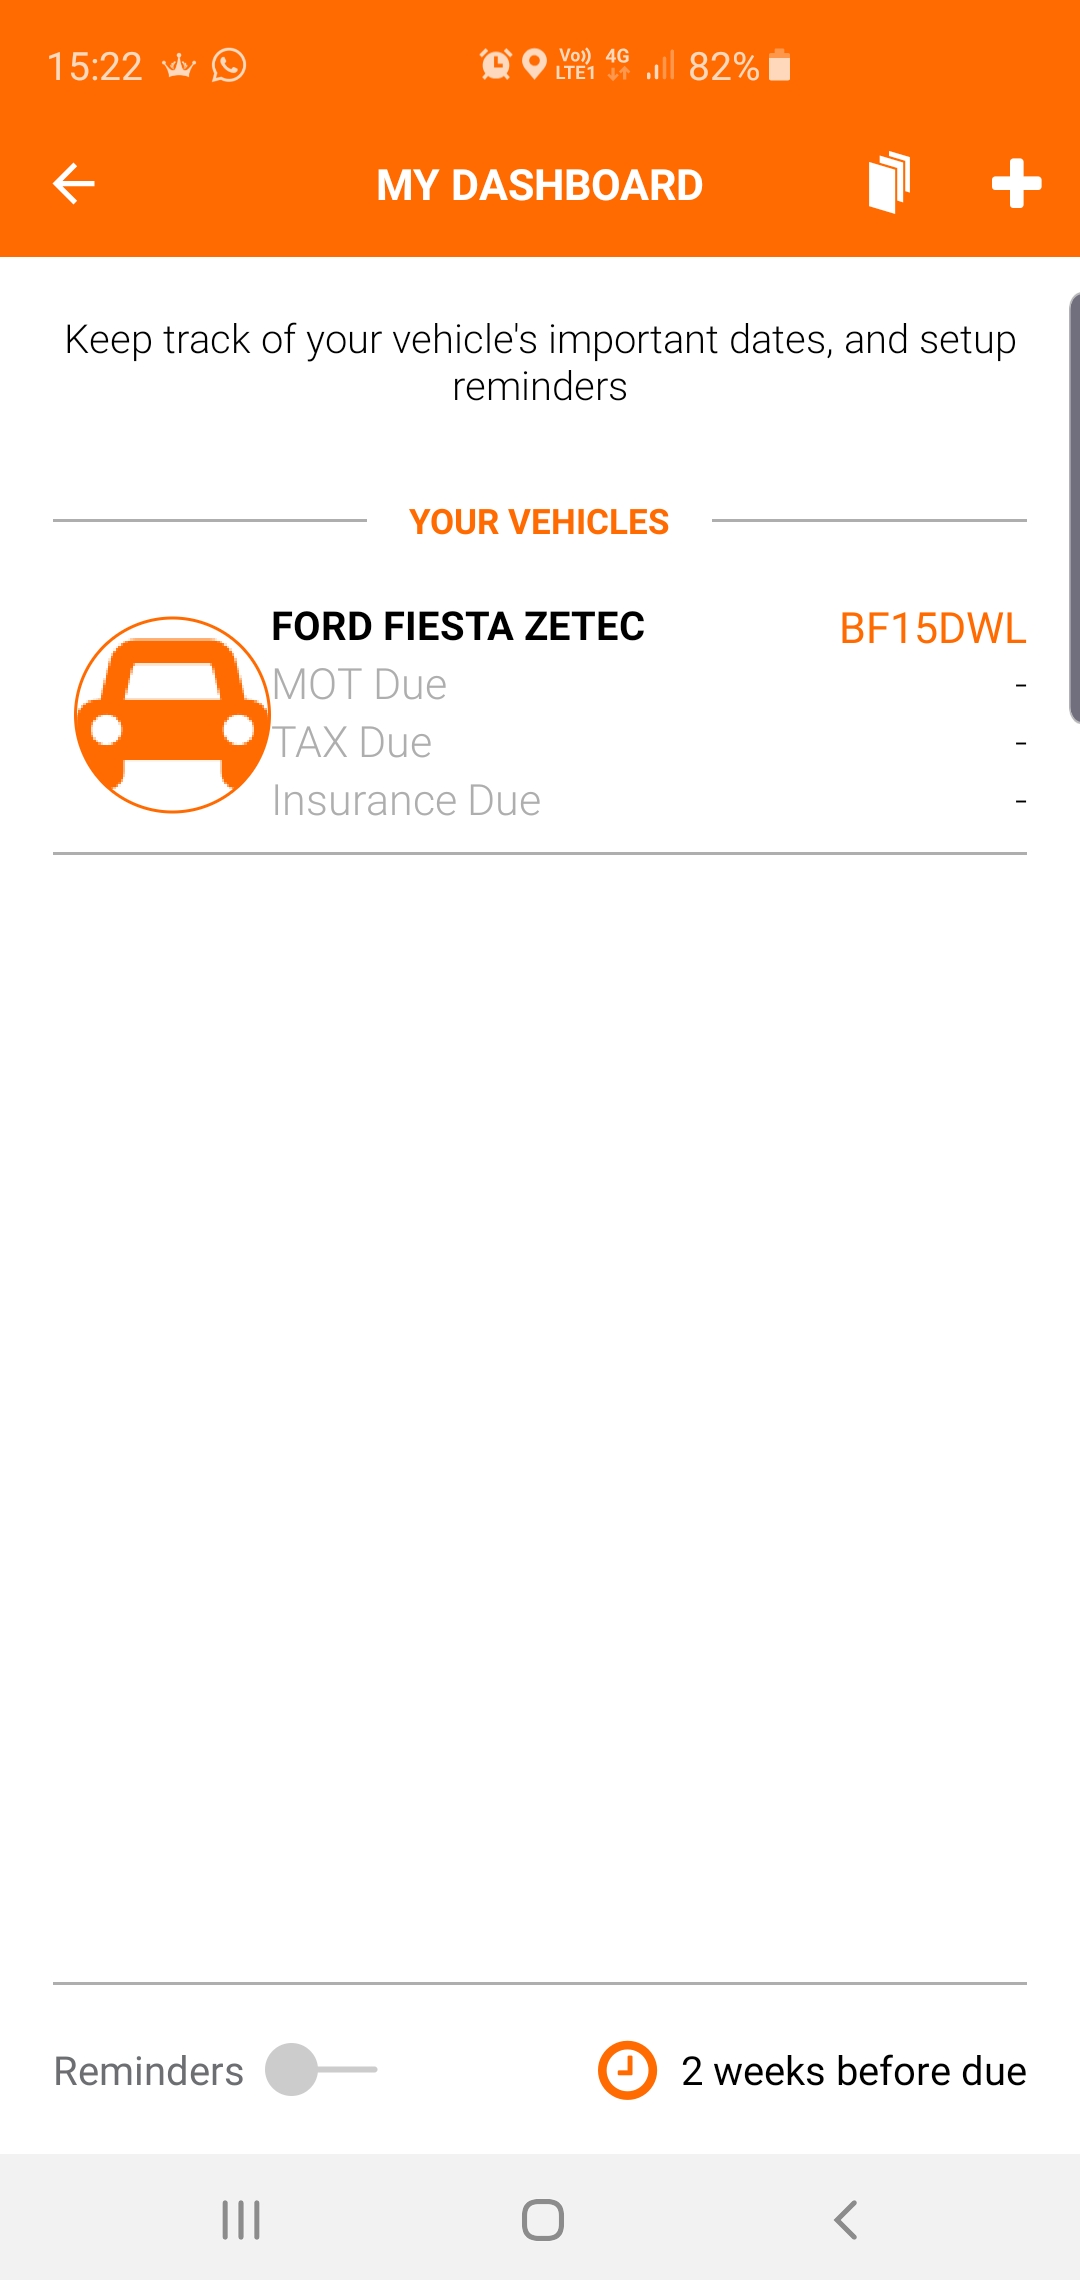 15:22
Vo)) LTE1 4G 82%
MY DASHBOARD
Keep track of your vehicle's important dates, and setup
reminders
YOUR VEHICLES
FORD FIESTA ZETEC BF15DWL
MOT Due -
TAX Due -
Insurance Due -
Reminders 2 weeks before due